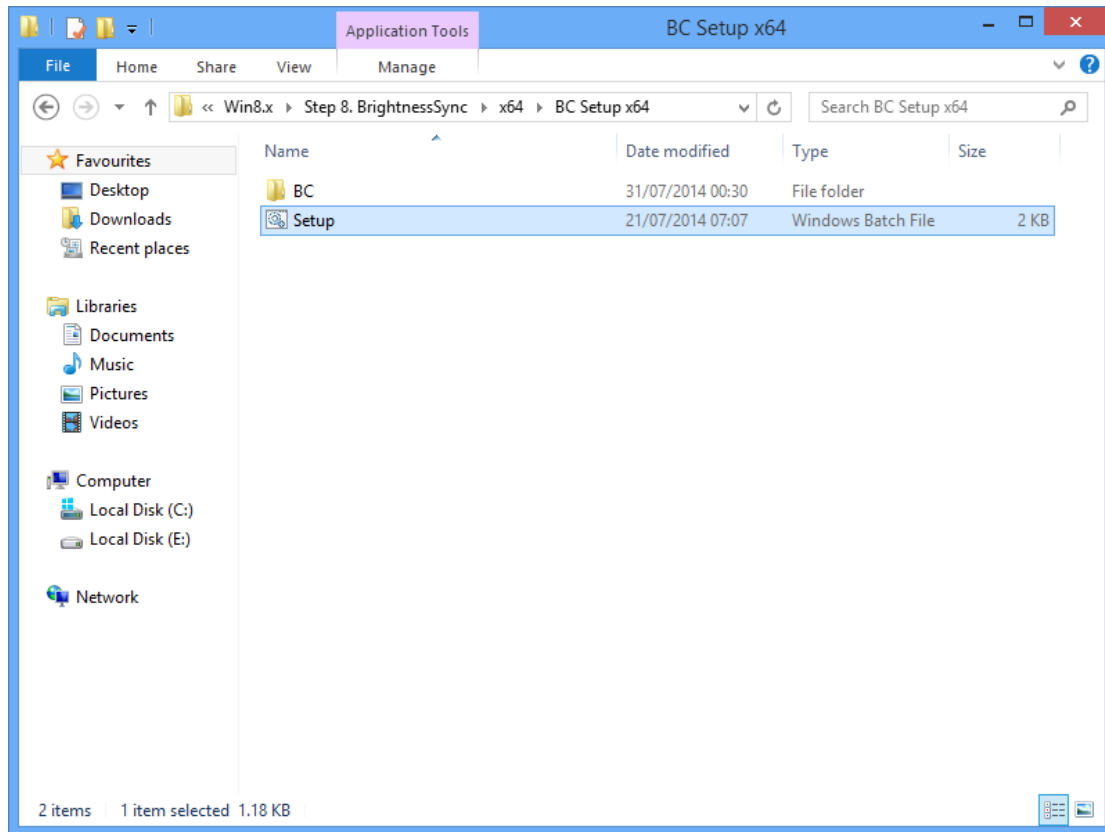 Application Tools
BC Setup x64
File Home Share View Manage
« Win8.x Step 8. BrightnessSync x64 BC Setup x64
Search BC Setup x64
Name Date modified Type Size
Favourites
BC 31/07/2014 00:30 File folder
Desktop
Setup 21/07/2014 07:07 Windows Batch File 2 KB
Downloads
Recent places
Libraries
Documents
Music
Pictures
Videos
Computer
Local Disk (C:)
Local Disk (E:)
Network
2 items 1 item selected 1.18 KB